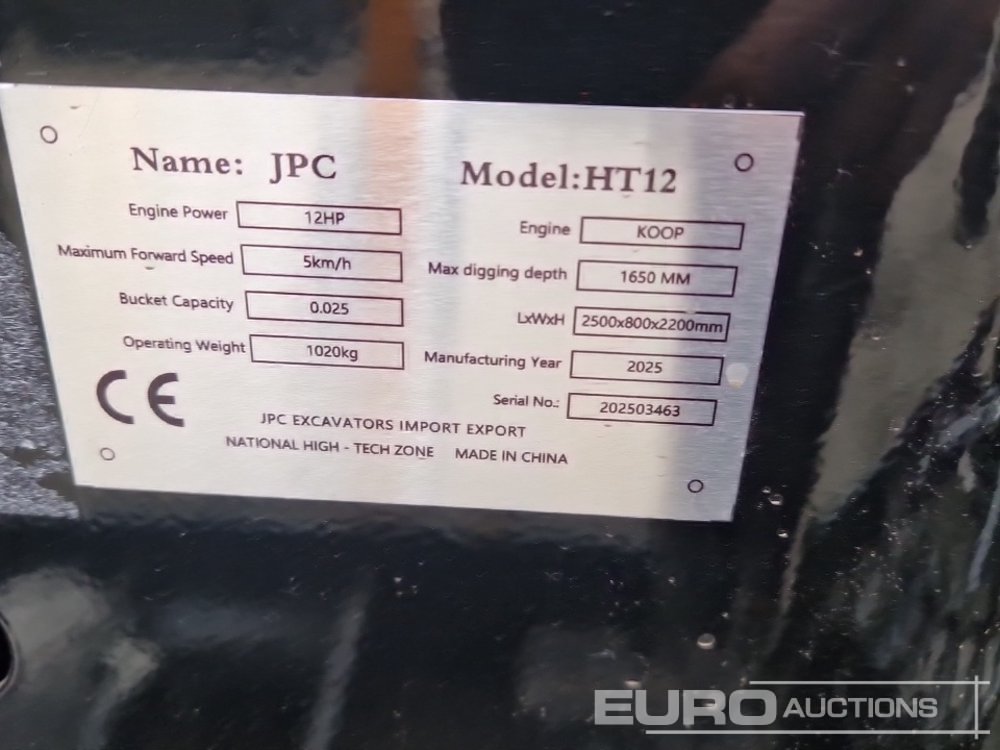 Name: JPC
Model:HT12
Engine Power 12HP
Maximum Forward Speed 5km/h
Bucket Capacity 0.025
Operating Weight 1020kg
Engine KOOP
Max digging depth 1650 MM
LxWxH 2500x800x2200mm
Manufacturing Year 2025
Serial No.: 202503463
CE
JPC EXCAVATORS IMPORT EXPORT
NATIONAL HIGH - TECH ZONE MADE IN CHINA
EURO AUCTIONS